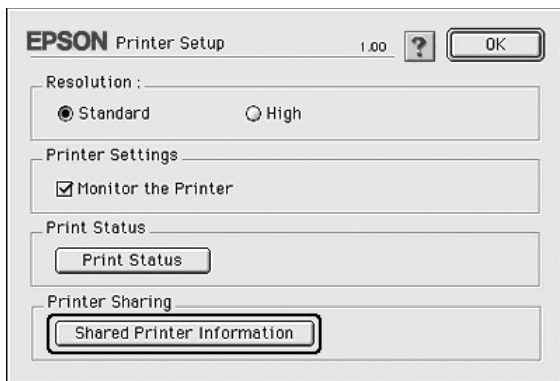 EPSON Printer Setup 1.00 ? OK
Resolution :
Standard High
Printer Settings
Monitor the Printer
Print Status
Print Status
Printer Sharing
Shared Printer Information